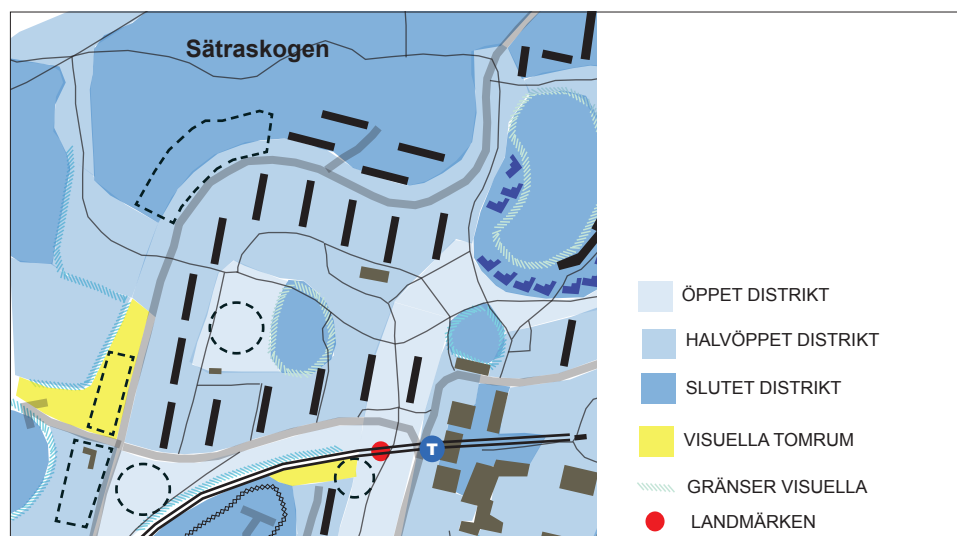 Sätraskogen
T
ÖPPET DISTRIKT
HALVÖPPET DISTRIKT
SLUTET DISTRIKT
VISUELLA TOMRUM
GRÄNSER VISUELLA
LANDMÄRKEN